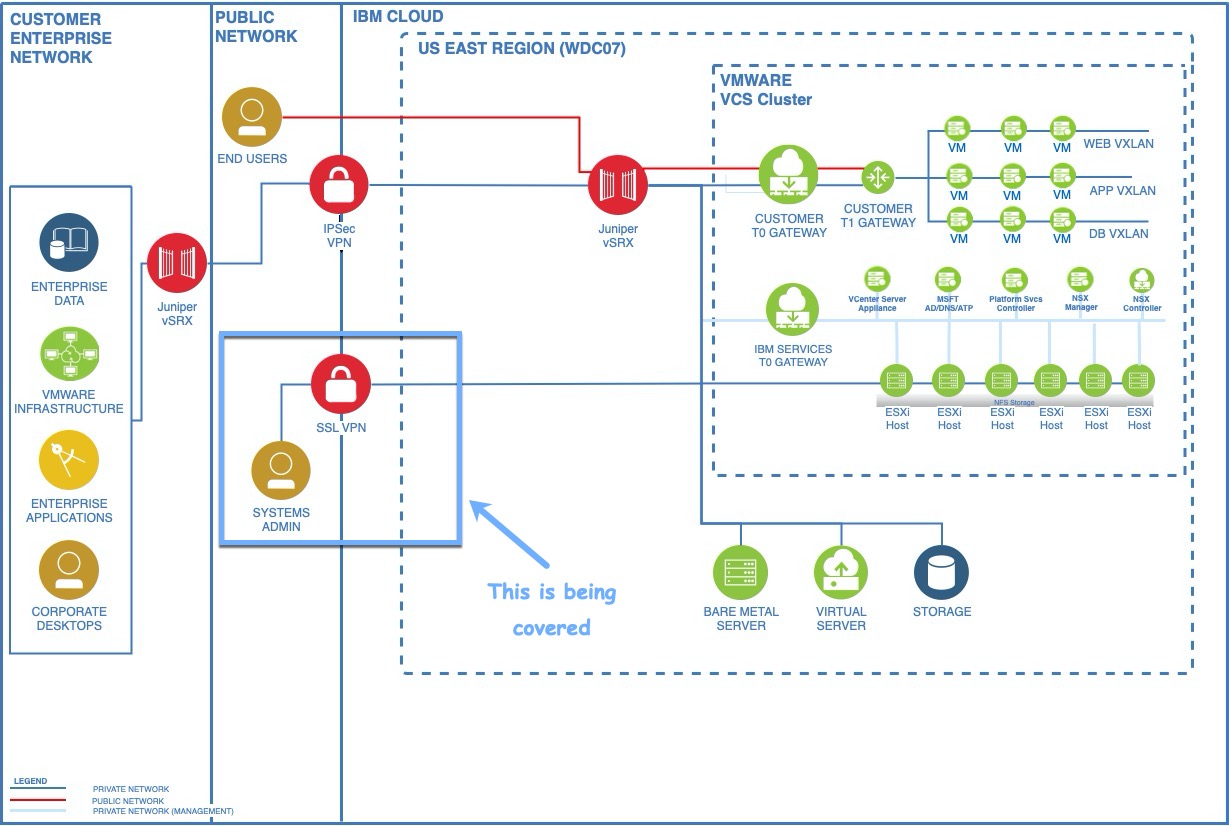 CUSTOMER
ENTERPRISE
NETWORK
PUBLIC
NETWORK
IBM CLOUD
US EAST REGION (WDC07)
VMWARE
VCS Cluster
END USERS
IPSec
VPN
Juniper
vSRX
CUSTOMER
T0 GATEWAY
CUSTOMER
T1 GATEWAY
VM
VM
VM
WEB VXLAN
VM
VM
VM
APP VXLAN
VM
VM
VM
DB VXLAN
ENTERPRISE
DATA
Juniper
vSRX
VMWARE
INFRASTRUCTURE
ENTERPRISE
APPLICATIONS
CORPORATE
DESKTOPS
IBM SERVICES
T0 GATEWAY
VCenter Server
Appliance
MSFT
AD/DNS/ATP
Platform Svcs
Controller
NSX
Manager
NSX
Controller
NFS Storage
ESXi
Host
ESXi
Host
ESXi
Host
ESXi
Host
ESXi
Host
ESXi
Host
SSL VPN
SYSTEMS
ADMIN
This is being
covered
BARE METAL
SERVER
VIRTUAL
SERVER
STORAGE
LEGEND
PRIVATE NETWORK
PUBLIC NETWORK
PRIVATE NETWORK (MANAGEMENT)